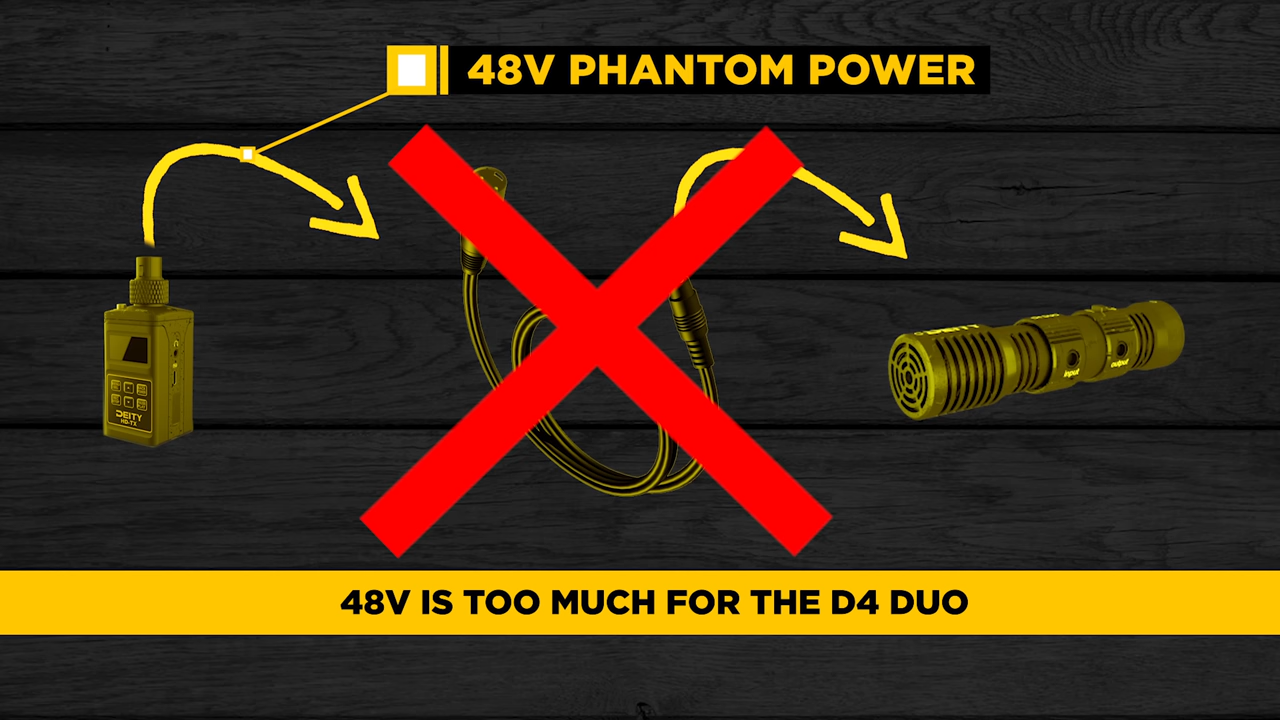 48V PHANTOM POWER
DEITY
HD-TX
DEITY
input
output
48V IS TOO MUCH FOR THE D4 DUO